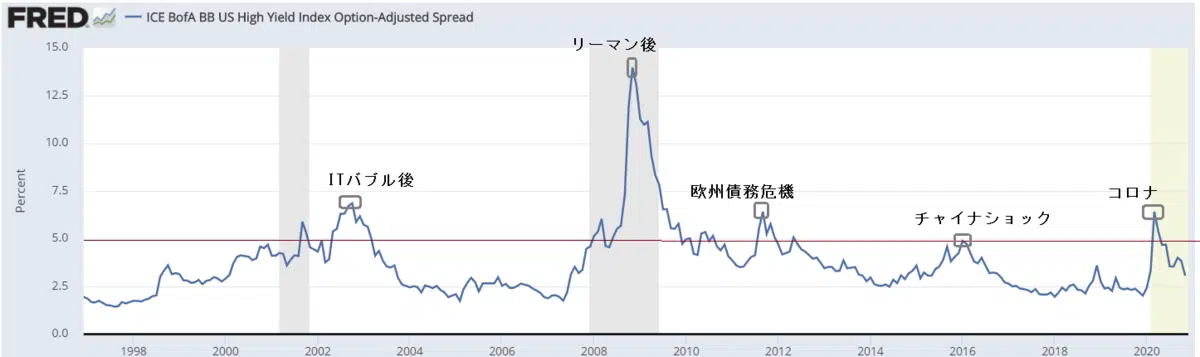 FRED
ICE BofA BB US High Yield Index Option-Adjusted Spread
リーマン後
ITバブル後
欧州債務危機
チャイナショック
コロナ
Percent
15.0
12.5
10.0
7.5
5.0
2.5
0.0
1998 2000 2002 2004 2006 2008 2010 2012 2014 2016 2018 2020